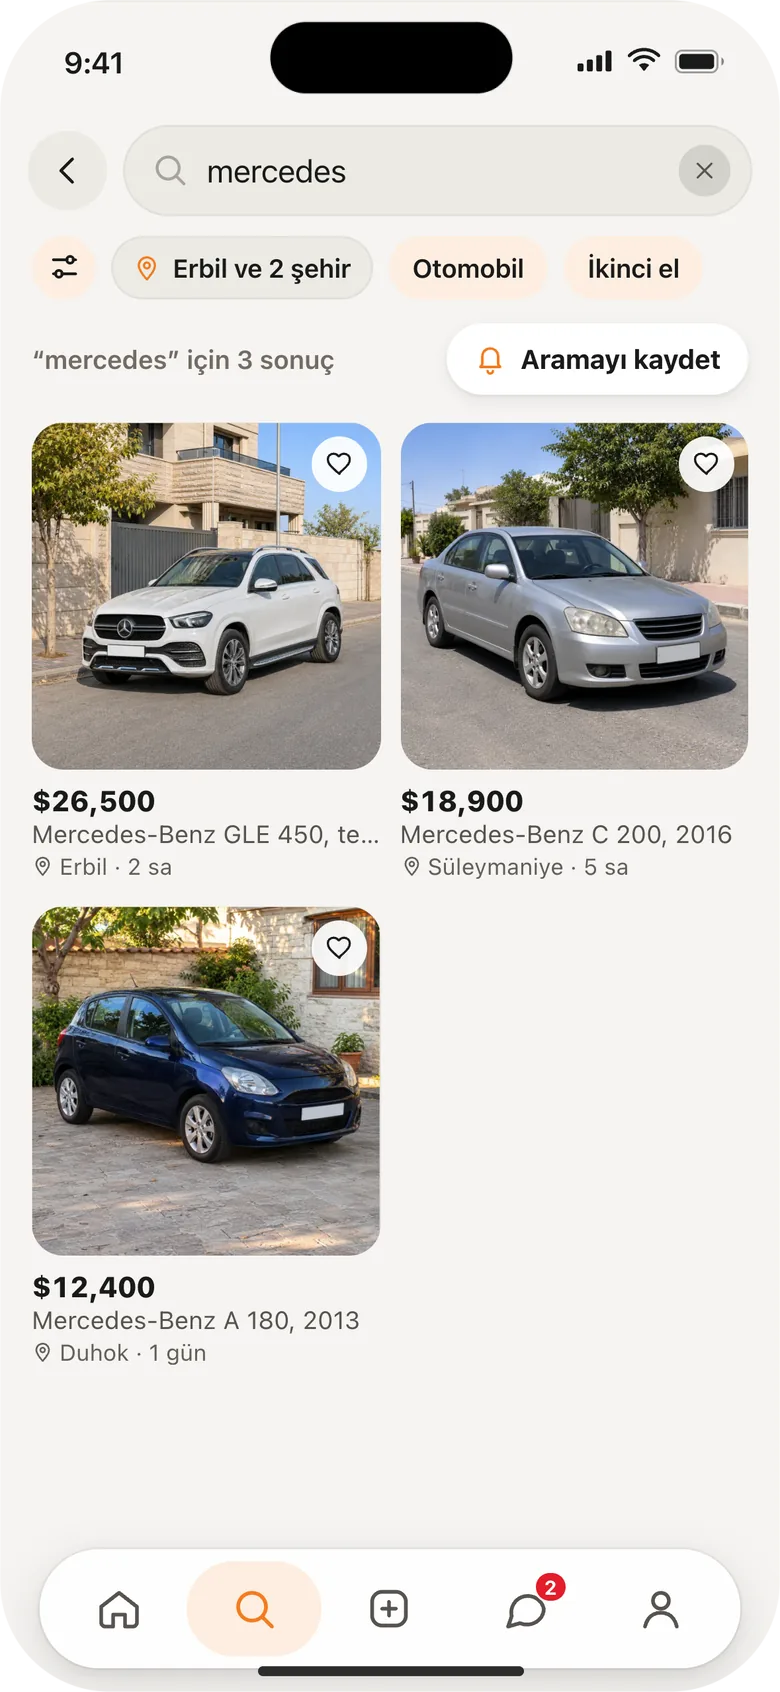 9:41
mercedes
Erbil ve 2 şehir
Otomobil
İkinci el
“mercedes” için 3 sonuç
Aramayı kaydet
$26,500
Mercedes-Benz GLE 450, te...
Erbil · 2 sa
$18,900
Mercedes-Benz C 200, 2016
Süleymaniye · 5 sa
$12,400
Mercedes-Benz A 180, 2013
Duhok · 1 gün
2